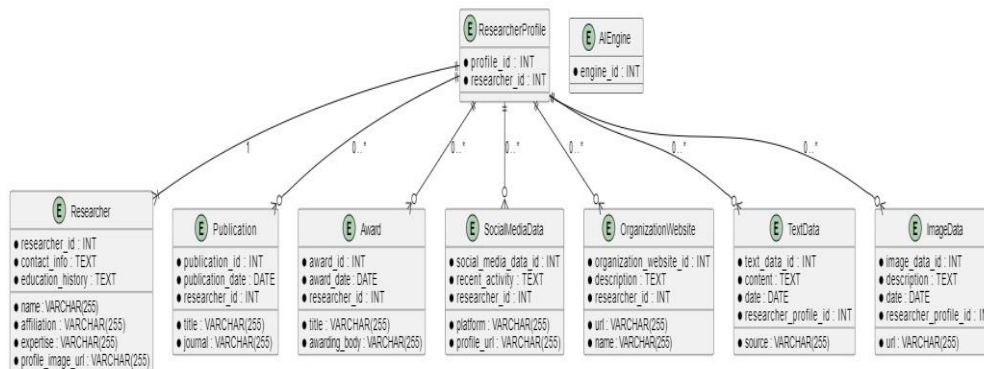 E ResearcherProfile
profile_id : INT
researcher_id : INT
E AIEngine
engine_id : INT
1
0..*
0..*
0..*
0..*
0..*
0..*
E Researcher
researcher_id : INT
contact_info : TEXT
education_history : TEXT
name : VARCHAR(255)
affiliation : VARCHAR(255)
expertise : VARCHAR(255)
profile_image_url : VARCHAR(255)
E Publication
publication_id : INT
publication_date : DATE
researcher_id : INT
title : VARCHAR(255)
journal : VARCHAR(255)
E Award
award_id : INT
award_date : DATE
researcher_id : INT
title : VARCHAR(255)
awarding_body : VARCHAR(255)
E SocialMediaData
social_media_data_id : INT
recent_activity : TEXT
researcher_id : INT
platform : VARCHAR(255)
profile_url : VARCHAR(255)
E OrganizationWebsite
organization_website_id : INT
description : TEXT
researcher_id : INT
url : VARCHAR(255)
name : VARCHAR(255)
E TextData
text_data_id : INT
content : TEXT
date : DATE
researcher_profile_id : INT
source : VARCHAR(255)
E ImageData
image_data_id : INT
description : TEXT
date : DATE
researcher_profile_id : IN
url : VARCHAR(255)